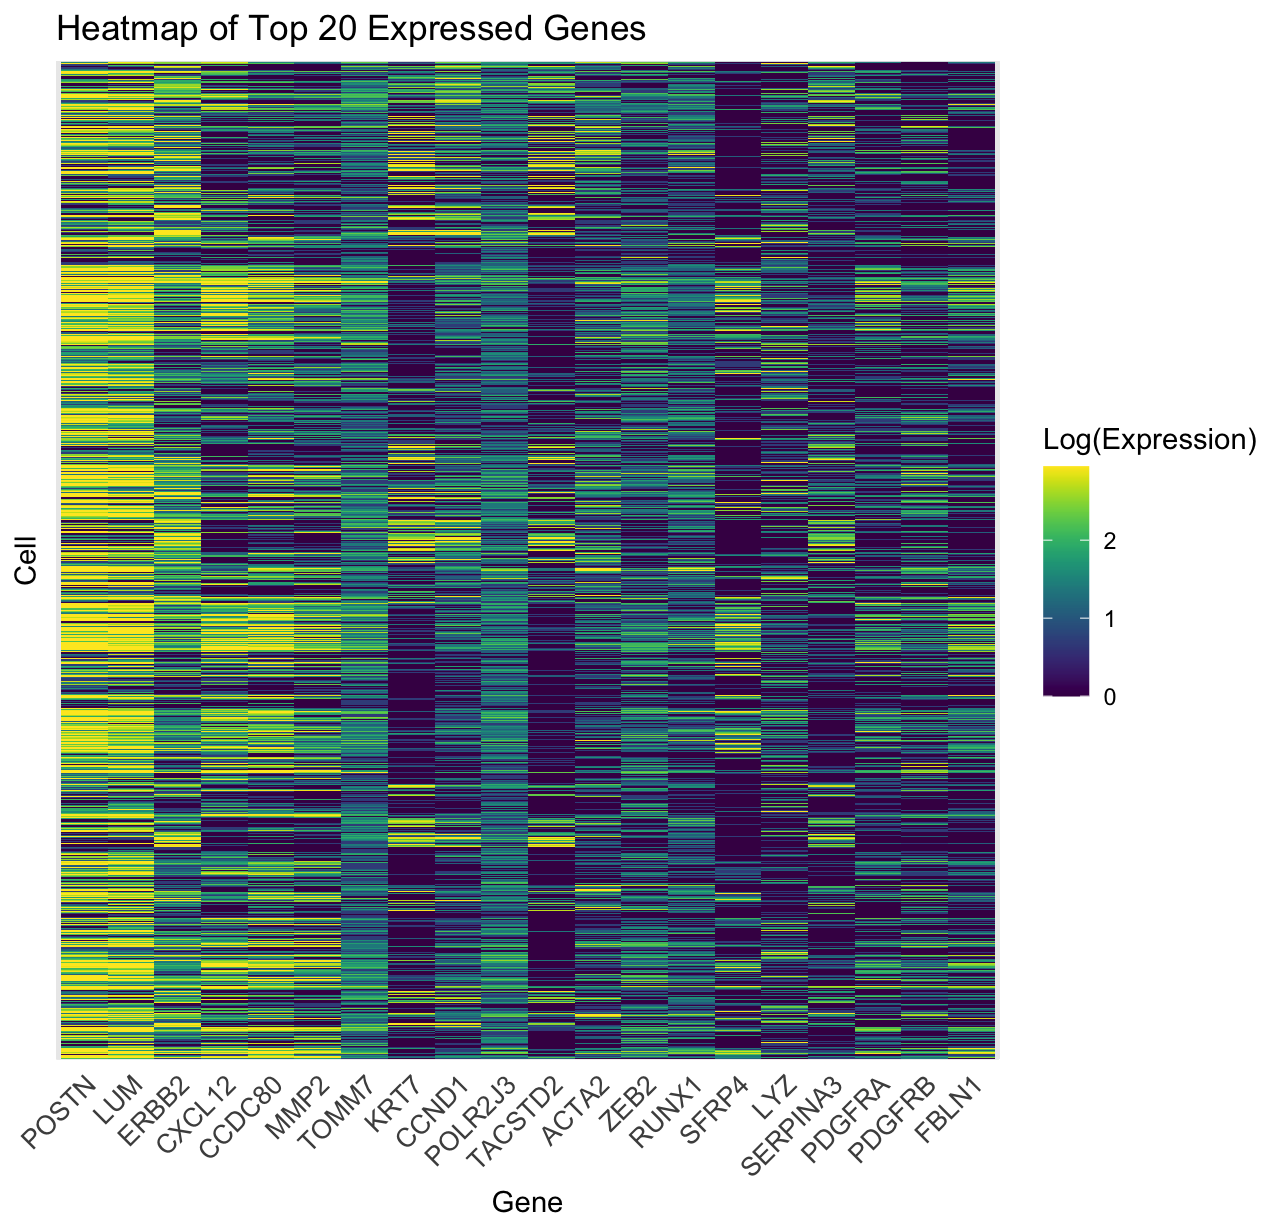 Heatmap of Top 20 Expressed Genes
Cell
Log(Expression)
2
1
0
POSTN
LUM
ERBB2
CXCL12
CCDC80
MMP2
TOMM7
KRT7
CCND1
POLR2J3
TACSTD2
ACTA2
ZEB2
RUNX1
SFRP4
LYZ
SERPINA3
PDGFRA
PDGFRB
FBLN1
Gene